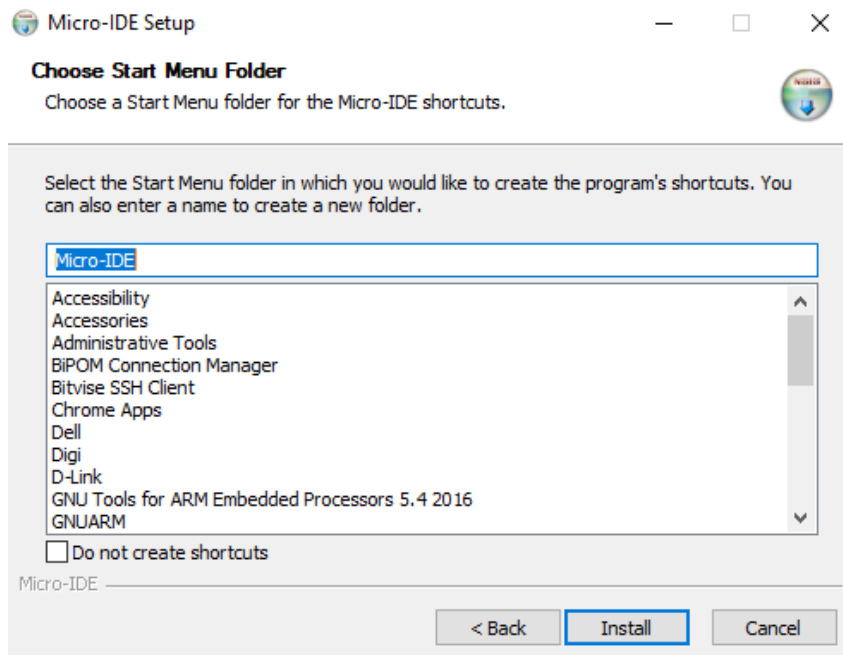 Micro-IDE Setup
Choose Start Menu Folder
Choose a Start Menu folder for the Micro-IDE shortcuts.
Select the Start Menu folder in which you would like to create the program's shortcuts. You
can also enter a name to create a new folder.
Micro-IDE
Accessibility
Accessories
Administrative Tools
BiPOM Connection Manager
Bitvise SSH Client
Chrome Apps
Dell
Digi
D-Link
GNU Tools for ARM Embedded Processors 5.4 2016
GNUARM
Do not create shortcuts
Micro-IDE
< Back Install Cancel